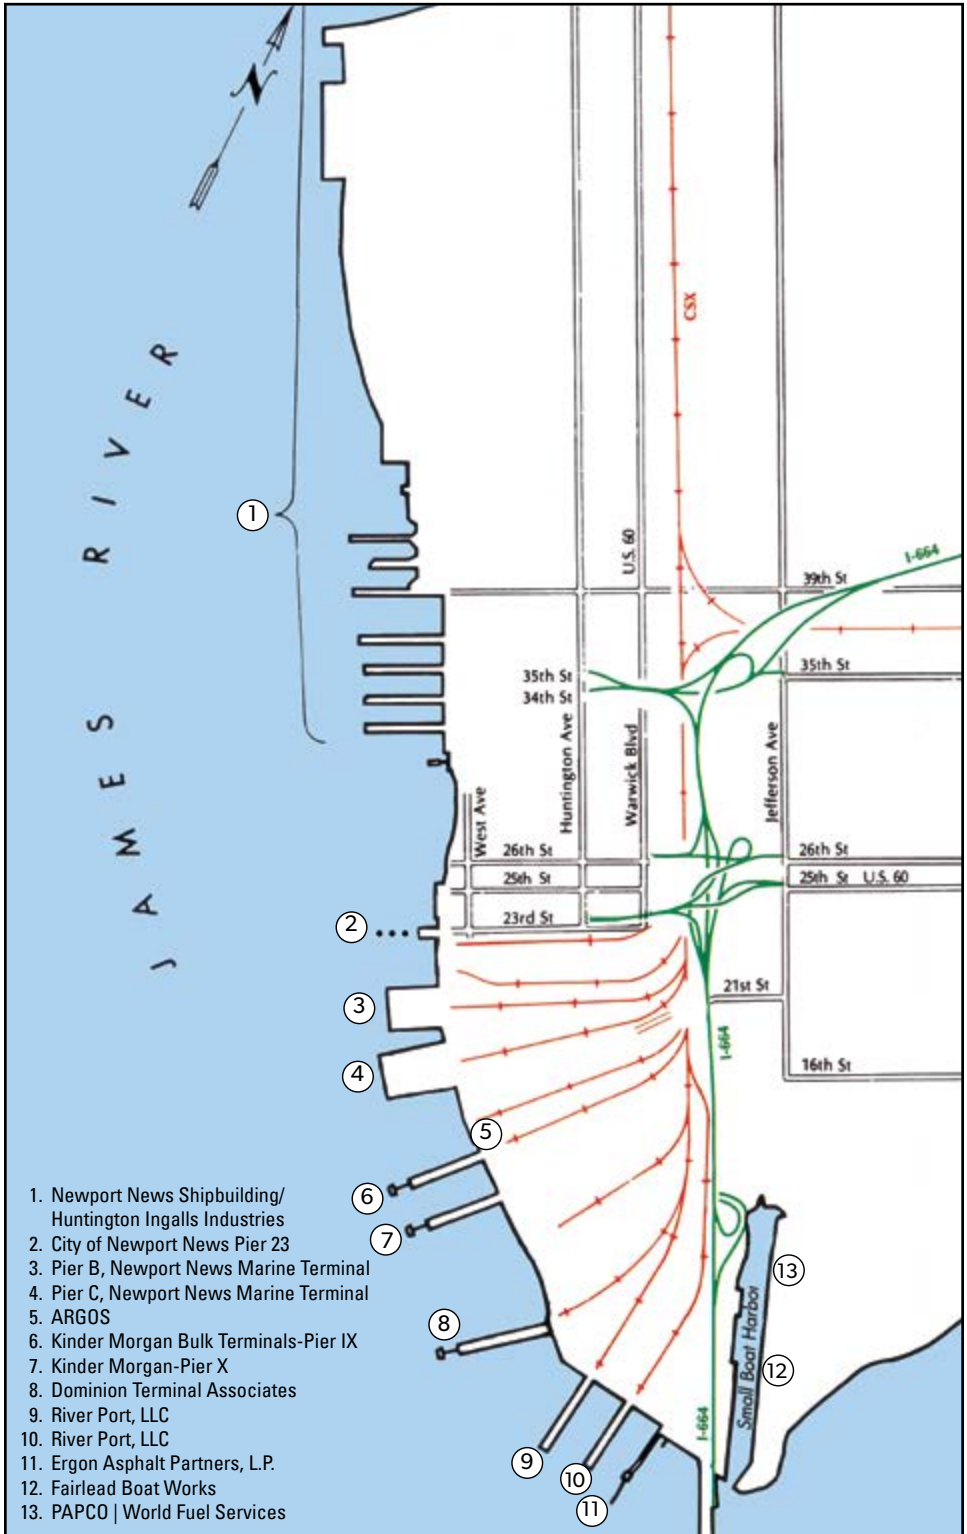 N
JAMES RIVER
1
CSX
U.S. 60
I-664
39th St
35th St
35th St
34th St
Huntington Ave
Warwick Blvd
Jefferson Ave
West Ave
26th St
26th St
25th St
25th St U.S. 60
23rd St
2
21st St
3
I-664
16th St
4
5
6
7
13
8
Small Boat Harbor
12
I-664
9
10
11
1. Newport News Shipbuilding/
Huntington Ingalls Industries
2. City of Newport News Pier 23
3. Pier B, Newport News Marine Terminal
4. Pier C, Newport News Marine Terminal
5. ARGOS
6. Kinder Morgan Bulk Terminals-Pier IX
7. Kinder Morgan-Pier X
8. Dominion Terminal Associates
9. River Port, LLC
10. River Port, LLC
11. Ergon Asphalt Partners, L.P.
12. Fairlead Boat Works
13. PAPCO | World Fuel Services